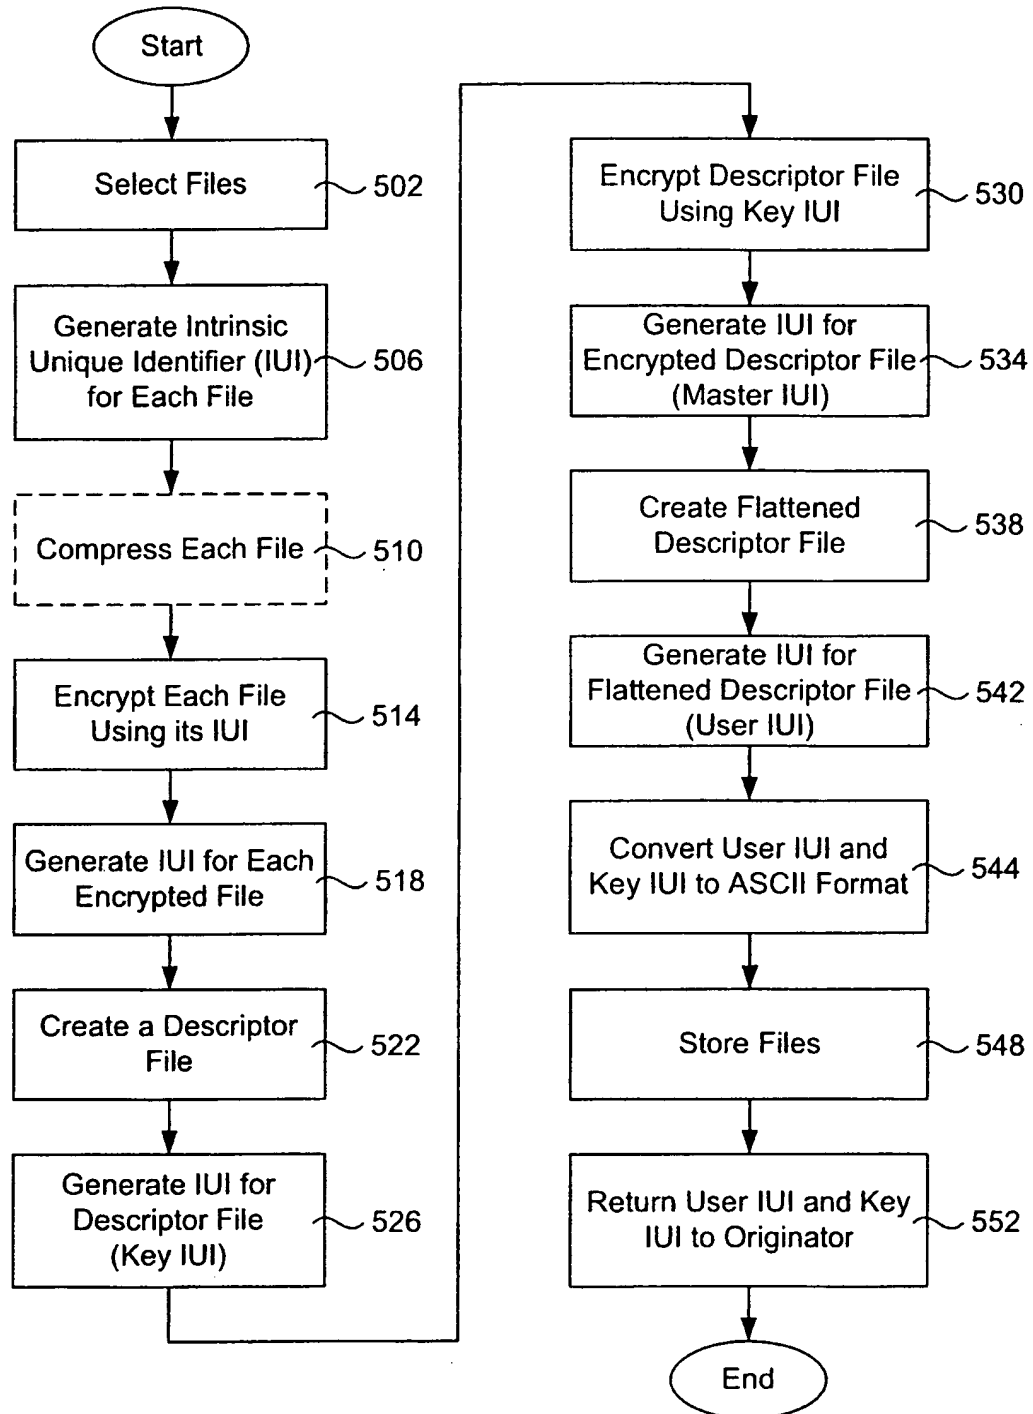 Start
Select Files
502
Generate Intrinsic
Unique Identifier (IUI)
for Each File
506
Compress Each File
510
Encrypt Each File
Using its IUI
514
Generate IUI for Each
Encrypted File
518
Create a Descriptor
File
522
Generate IUI for
Descriptor File
(Key IUI)
526
Encrypt Descriptor File
Using Key IUI
530
Generate IUI for
Encrypted Descriptor File
(Master IUI)
534
Create Flattened
Descriptor File
538
Generate IUI for
Flattened Descriptor File
(User IUI)
542
Convert User IUI and
Key IUI to ASCII Format
544
Store Files
548
Return User IUI and Key
IUI to Originator
552
End